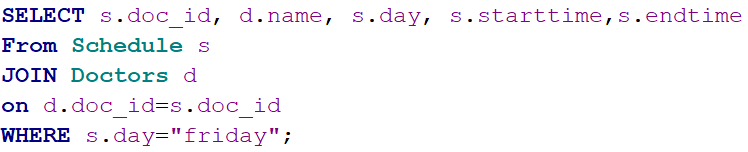 SELECT s.doc_id, d.name, s.day, s.starttime,s.endtime
From Schedule s
JOIN Doctors d
on d.doc_id=s.doc_id
WHERE s.day="friday";